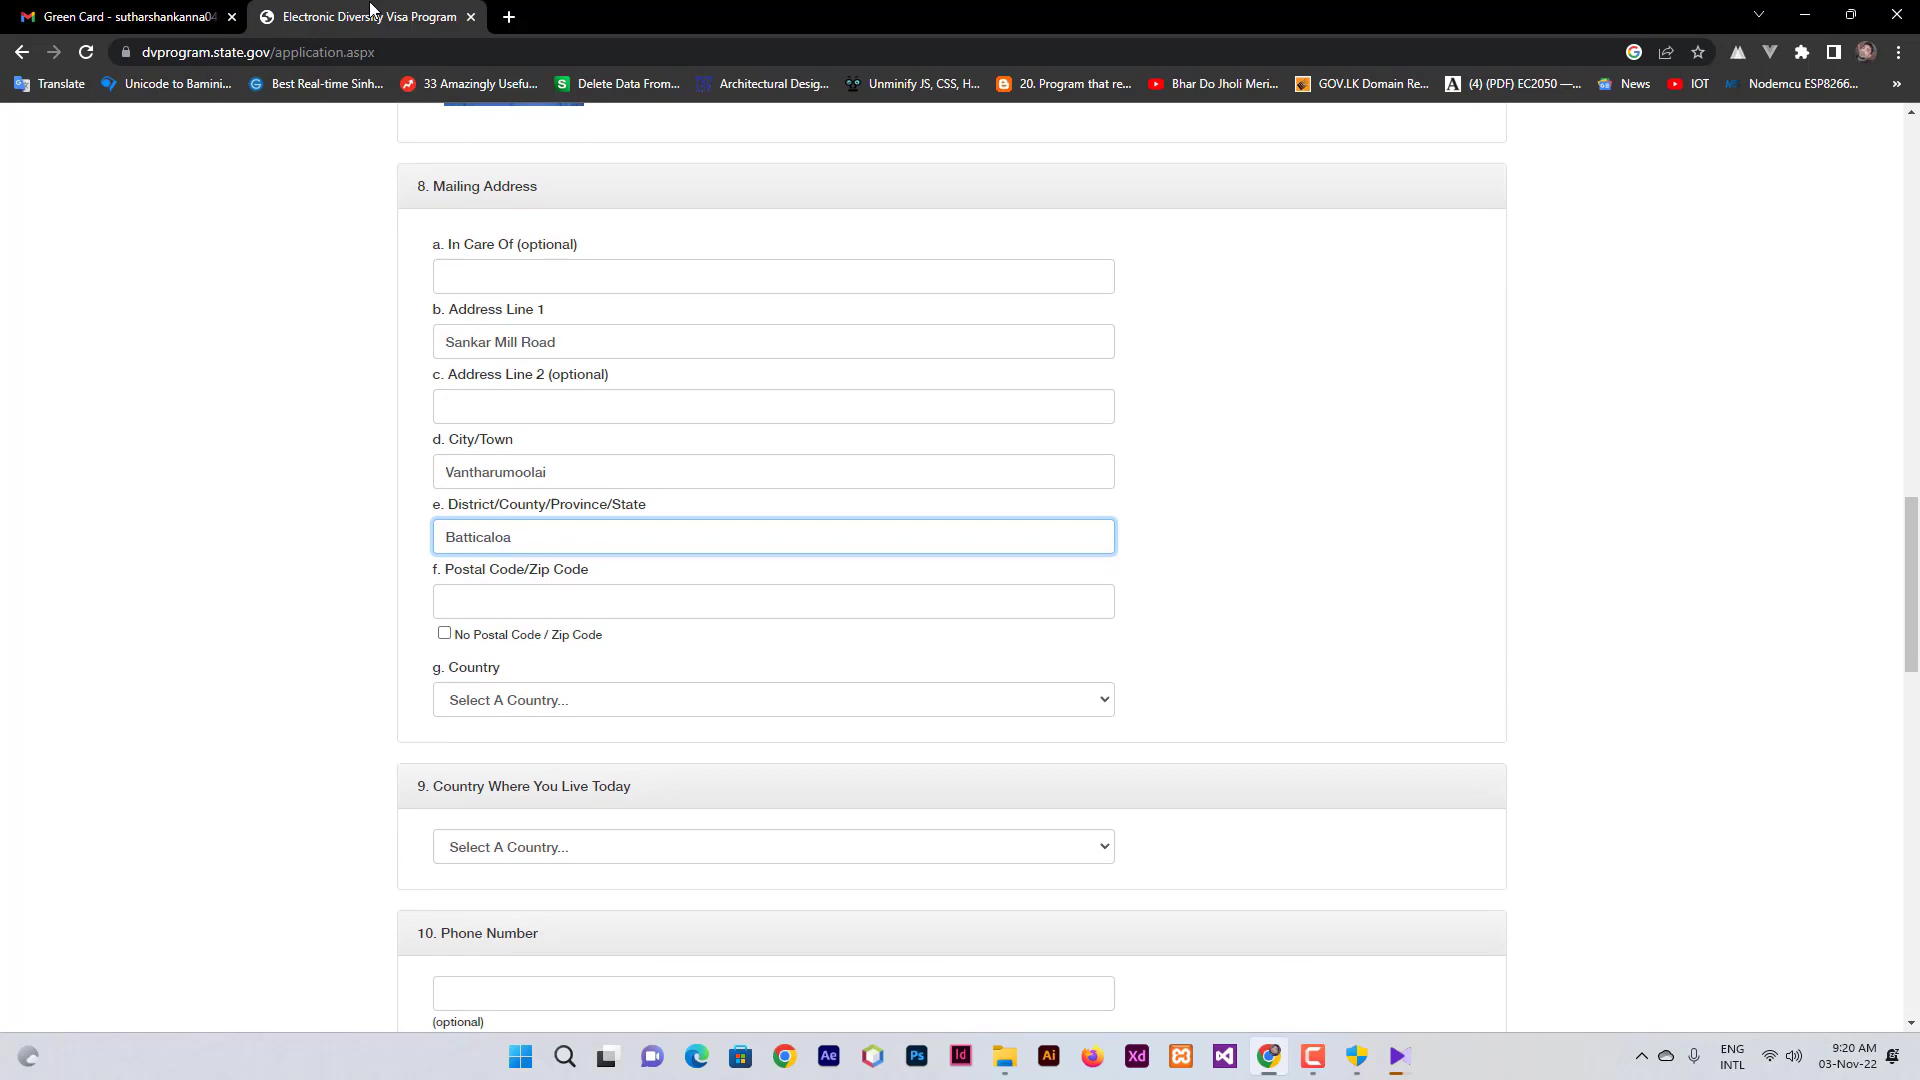 Green Card - sutharshankanna04
Electronic Diversity Visa Program
dvprogram.state.gov/application.aspx
Translate
Unicode to Bamini...
Best Real-time Sinh...
33 Amazingly Usefu...
Delete Data From...
Architectural Desig...
Unminify JS, CSS, H...
20. Program that re...
Bhar Do Jholi Meri...
GOV.LK Domain Re...
(4) (PDF) EC2050 —...
News
IOT
Nodemcu ESP8266...
8. Mailing Address
a. In Care Of (optional)
b. Address Line 1
Sankar Mill Road
c. Address Line 2 (optional)
d. City/Town
Vantharumoolai
e. District/County/Province/State
Batticaloa
f. Postal Code/Zip Code
No Postal Code / Zip Code
g. Country
Select A Country...
9. Country Where You Live Today
Select A Country...
10. Phone Number
(optional)
ENG
INTL
9:20 AM
03-Nov-22